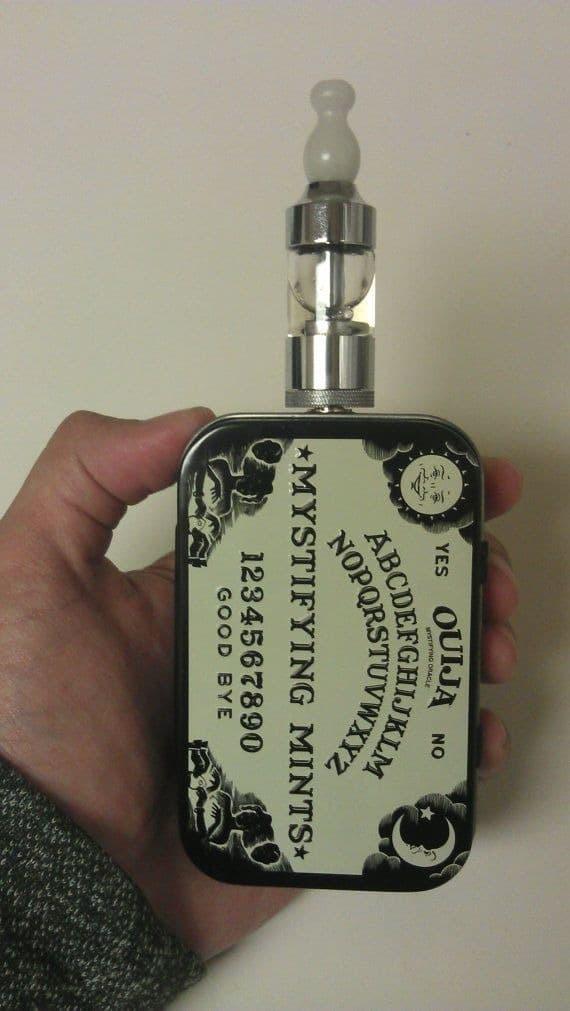 YES OUIJA NO
MYSTIFYING ORACLE
ABCDEFGHIJKLM
NOPQRSTUVWXYZ
★MYSTIFYING MINTS★
1234567890
GOOD BYE